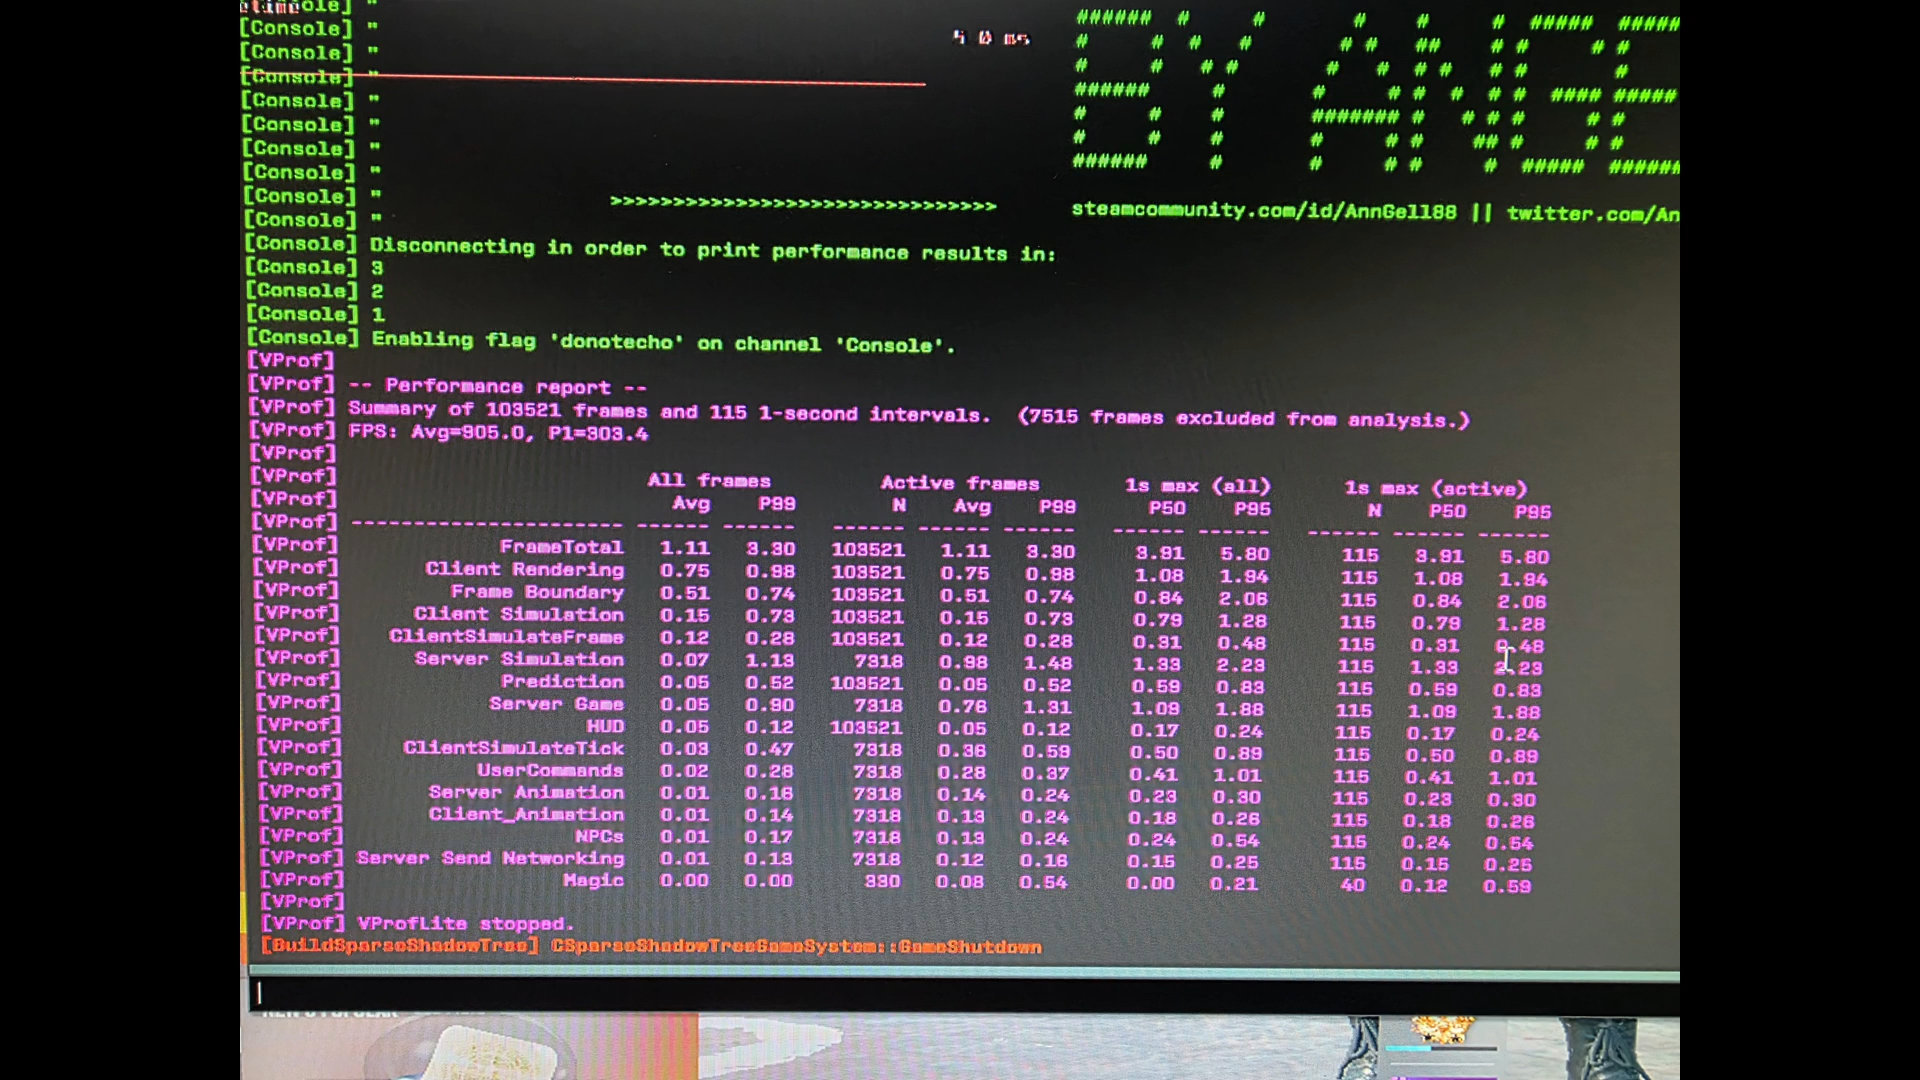 [Console] "
[Console] "
[Console] "
[Console] "
[Console] "
[Console] "
[Console] "
[Console] "
[Console] "
[Console] "
5 0 ms
BY ANGE
>>>>>>>>>>>>>>>>>>>>>>>>>>>>>>> steamcommunity.com/id/AnnGell88 || twitter.com/An
[Console] Disconnecting in order to print performance results in:
[Console] 3
[Console] 2
[Console] 1
[Console] Enabling flag 'donotecho' on channel 'Console'.
[VProf]
[VProf] -- Performance report --
[VProf] Summary of 103521 frames and 115 1-second intervals. (7515 frames excluded from analysis.)
[VProf] FPS: Avg=905.0, P1=303.4
[VProf]
[VProf] All frames Active frames 1s max (all) 1s max (active)
[VProf] Avg P99 N Avg P99 P50 P95 N P50 P95
[VProf] ---------------------- ------ ------ ------ ------ ------ ------ ------ ------ ------ ------
[VProf] FrameTotal 1.11 3.30 103521 1.11 3.30 3.91 5.80 115 3.91 5.80
[VProf] Client Rendering 0.75 0.98 103521 0.75 0.98 1.08 1.94 115 1.08 1.94
[VProf] Frame Boundary 0.51 0.74 103521 0.51 0.74 0.84 2.06 115 0.84 2.06
[VProf] Client Simulation 0.15 0.73 103521 0.15 0.73 0.79 1.28 115 0.79 1.28
[VProf] ClientSimulateFrame 0.12 0.28 103521 0.12 0.28 0.31 0.48 115 0.31 0.48
[VProf] Server Simulation 0.07 1.13 7318 0.98 1.48 1.33 2.23 115 1.33 2.23
[VProf] Prediction 0.05 0.52 103521 0.05 0.52 0.59 0.83 115 0.59 0.83
[VProf] Server Game 0.05 0.90 7318 0.76 1.31 1.09 1.88 115 1.09 1.88
[VProf] HUD 0.05 0.12 103521 0.05 0.12 0.17 0.24 115 0.17 0.24
[VProf] ClientSimulateTick 0.03 0.47 7318 0.36 0.59 0.50 0.89 115 0.50 0.89
[VProf] UserCommands 0.02 0.28 7318 0.28 0.37 0.41 1.01 115 0.41 1.01
[VProf] Server Animation 0.01 0.16 7318 0.14 0.24 0.23 0.30 115 0.23 0.30
[VProf] Client_Animation 0.01 0.14 7318 0.13 0.24 0.18 0.26 115 0.18 0.26
[VProf] NPCs 0.01 0.17 7318 0.13 0.24 0.24 0.54 115 0.24 0.54
[VProf] Server Send Networking 0.01 0.13 7318 0.12 0.16 0.15 0.25 115 0.15 0.25
[VProf] Magic 0.00 0.00 330 0.08 0.54 0.00 0.21 40 0.12 0.59
[VProf]
[VProf] VProfLite stopped.
[BuildSparseShadowTree] CSparseShadowTreeGameSystem::GameShutdown